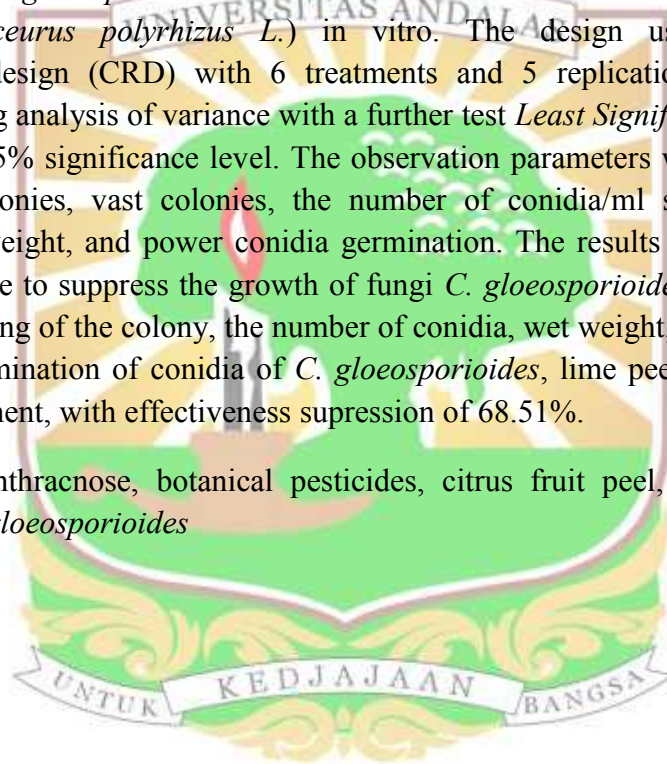 UNIVERSITAS ANDALAS
ceurus polyrhizus L.) in vitro. The design us
design (CRD) with 6 treatments and 5 replication
g analysis of variance with a further test Least Signif
5% significance level. The observation parameters w
onies, vast colonies, the number of conidia/ml s
eight, and power conidia germination. The results
e to suppress the growth of fungi C. gloeosporioide
ng of the colony, the number of conidia, wet weight,
mination of conidia of C. gloeosporioides, lime pee
nent, with effectiveness supression of 68.51%.
nthracnose, botanical pesticides, citrus fruit peel,
gloeosporioides
UNTUK KEDJAJAAN BANGSA